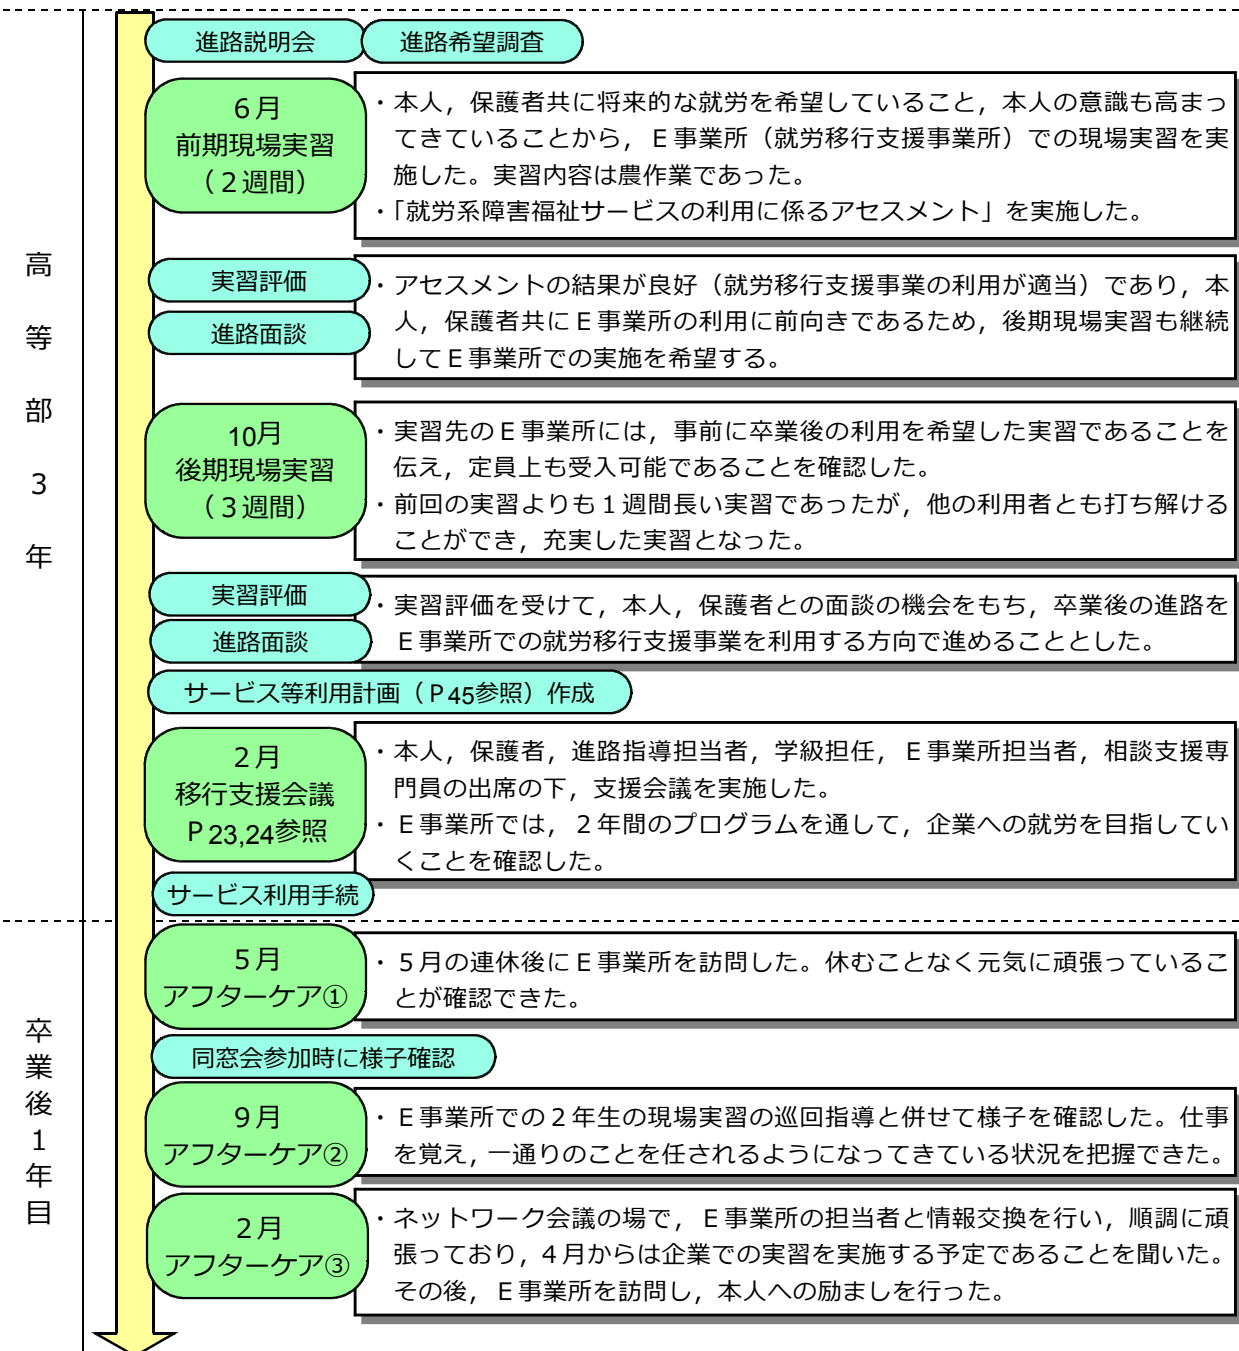 高等部３年
進路説明会
進路希望調査
６月
前期現場実習
（２週間）
・本人，保護者共に将来的な就労を希望していること，本人の意識も高まっ
てきていることから，Ｅ事業所（就労移行支援事業所）での現場実習を実
施した。実習内容は農作業であった。
・「就労系障害福祉サービスの利用に係るアセスメント」を実施した。
実習評価
進路面談
・アセスメントの結果が良好（就労移行支援事業の利用が適当）であり，本
人，保護者共にＥ事業所の利用に前向きであるため，後期現場実習も継続
してＥ事業所での実施を希望する。
10月
後期現場実習
（３週間）
・実習先のＥ事業所には，事前に卒業後の利用を希望した実習であることを
伝え，定員上も受入可能であることを確認した。
・前回の実習よりも１週間長い実習であったが，他の利用者とも打ち解ける
ことができ，充実した実習となった。
実習評価
進路面談
・実習評価を受けて，本人，保護者との面談の機会をもち，卒業後の進路を
Ｅ事業所での就労移行支援事業を利用する方向で進めることとした。
サービス等利用計画（Ｐ45参照）作成
２月
移行支援会議
Ｐ23,24参照
・本人，保護者，進路指導担当者，学級担任，Ｅ事業所担当者，相談支援専
門員の出席の下，支援会議を実施した。
・Ｅ事業所では，２年間のプログラムを通して，企業への就労を目指してい
くことを確認した。
サービス利用手続
卒業後１年目
５月
アフターケア①
・５月の連休後にＥ事業所を訪問した。休むことなく元気に頑張っているこ
とが確認できた。
同窓会参加時に様子確認
９月
アフターケア②
・Ｅ事業所での２年生の現場実習の巡回指導と併せて様子を確認した。仕事
を覚え，一通りのことを任されるようになってきている状況を把握できた。
２月
アフターケア③
・ネットワーク会議の場で，Ｅ事業所の担当者と情報交換を行い，順調に頑
張っており，４月からは企業での実習を実施する予定であることを聞いた。
その後，Ｅ事業所を訪問し，本人への励ましを行った。